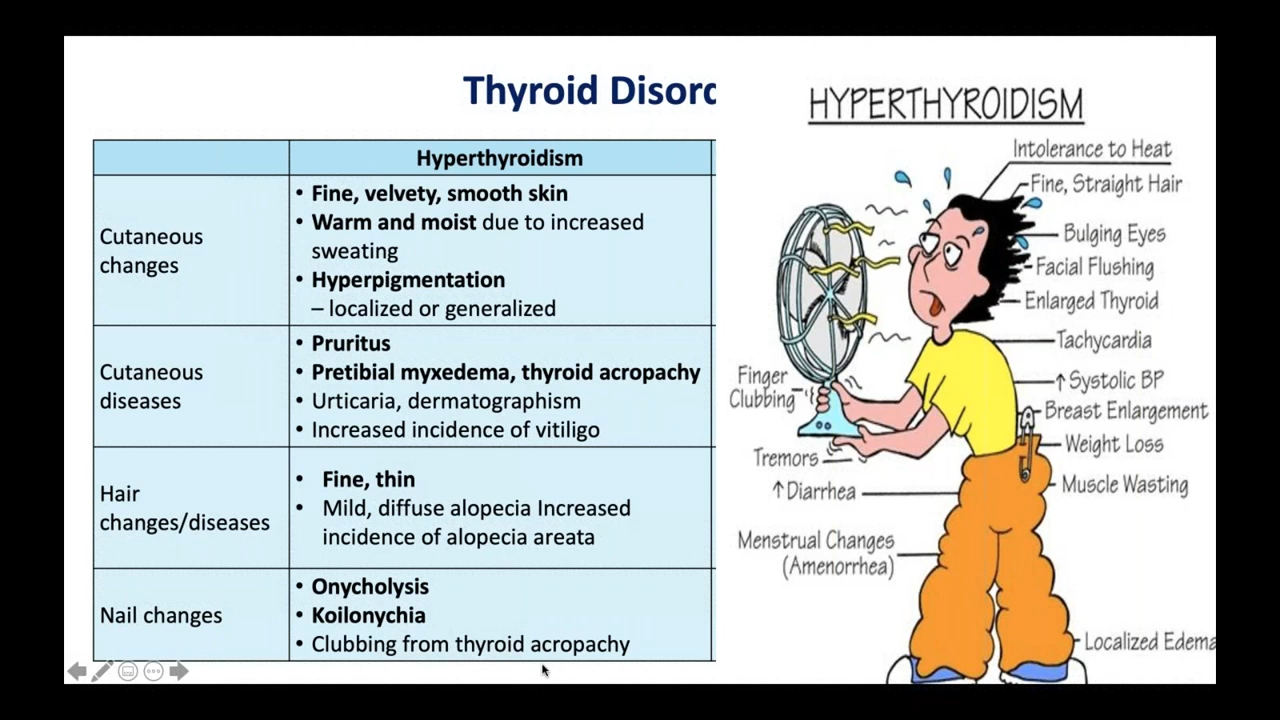 Thyroid Disorc
Hyperthyroidism
Cutaneous
changes
• Fine, velvety, smooth skin
• Warm and moist due to increased
sweating
• Hyperpigmentation
– localized or generalized
Cutaneous
diseases
• Pruritus
• Pretibial myxedema, thyroid acropachy
• Urticaria, dermatographism
• Increased incidence of vitiligo
Hair
changes/diseases
• Fine, thin
• Mild, diffuse alopecia Increased
incidence of alopecia areata
Nail changes
• Onycholysis
• Koilonychia
• Clubbing from thyroid acropachy
HYPERTHYROIDISM
Intolerance to Heat
Fine, Straight Hair
Bulging Eyes
Facial Flushing
Enlarged Thyroid
Tachycardia
↑ Systolic BP
Breast Enlargement
Weight Loss
Muscle Wasting
Localized Edema
Finger
Clubbing
Tremors
↑ Diarrhea
Menstrual Changes
(Amenorrhea)